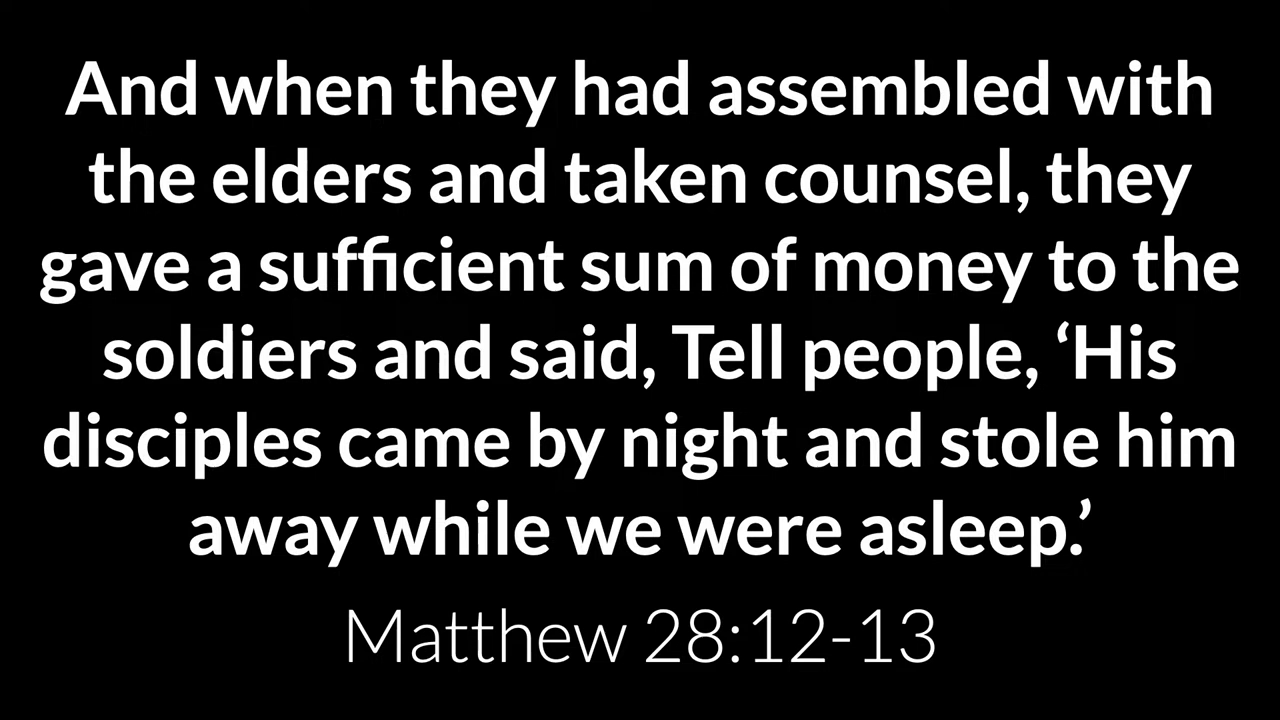 And when they had assembled with
the elders and taken counsel, they
gave a sufficient sum of money to the
soldiers and said, Tell people, ‘His
disciples came by night and stole him
away while we were asleep.’
Matthew 28:12-13